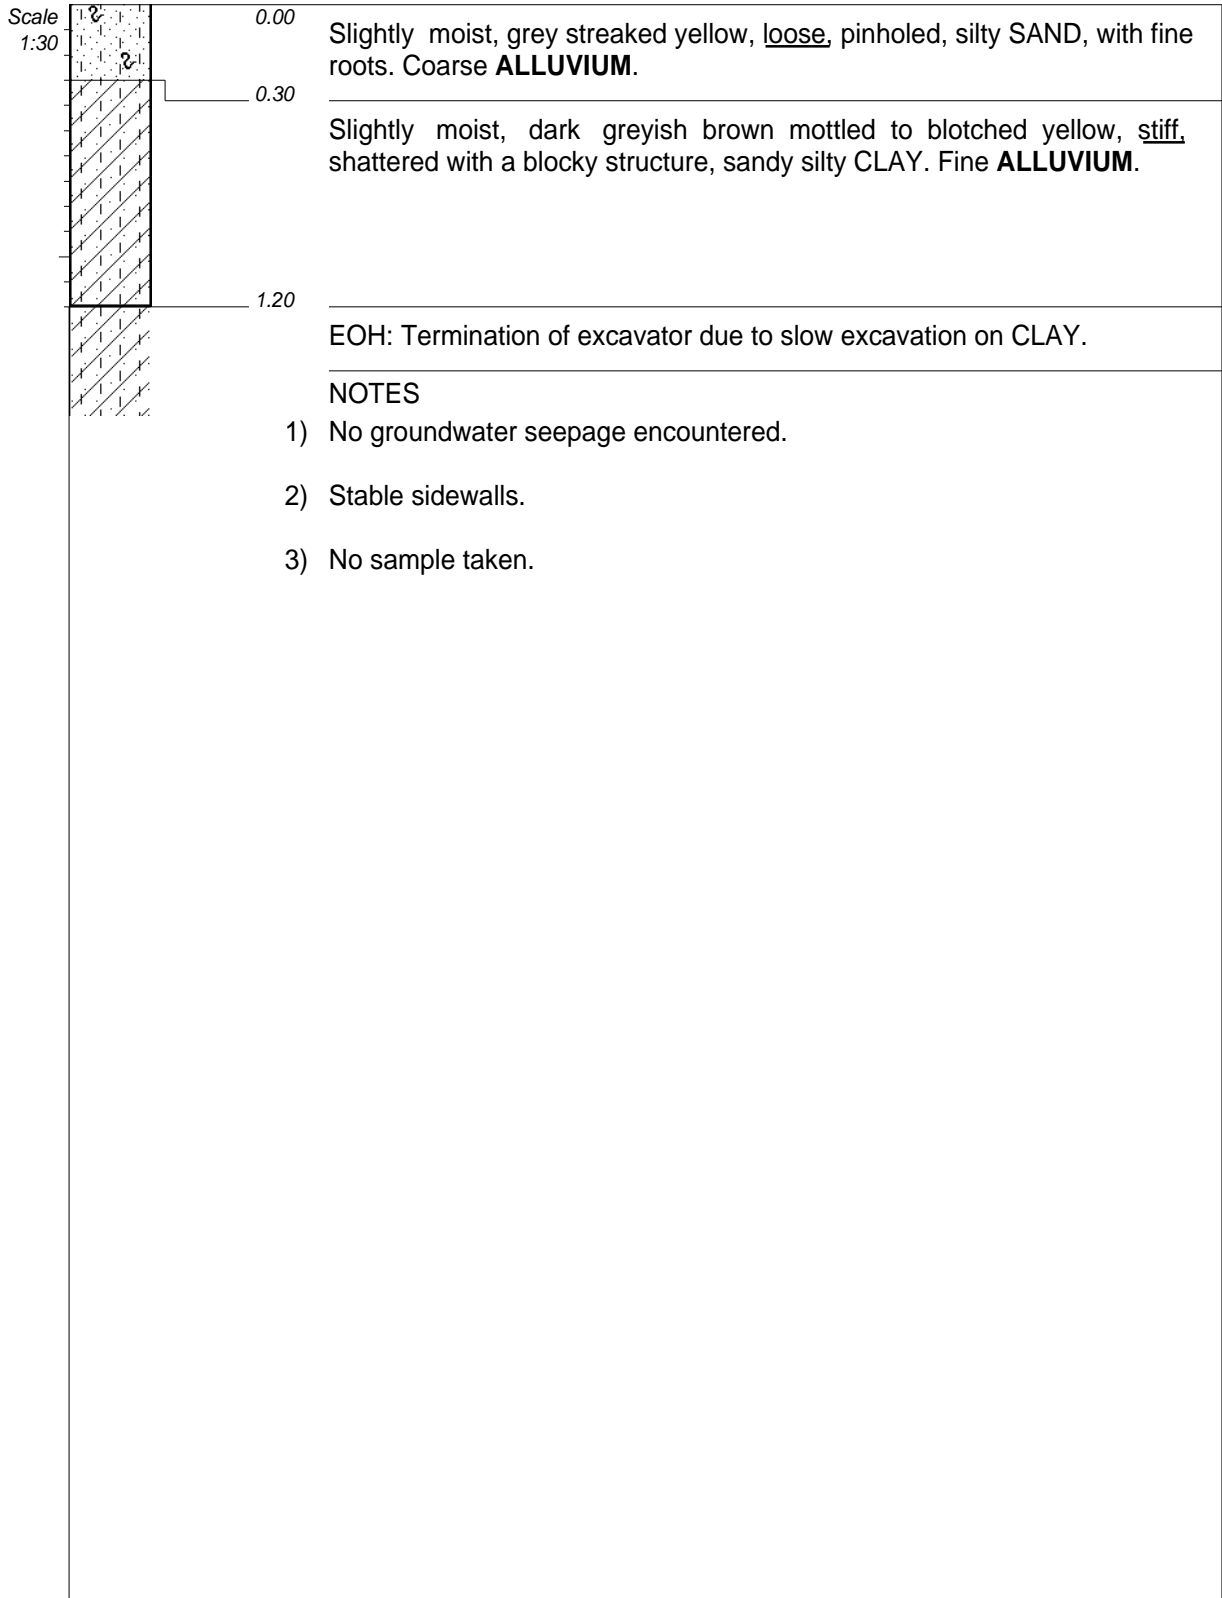 Scale
1:30
0.00
Slightly moist, grey streaked yellow, loose, pinholed, silty SAND, with fine
roots. Coarse ALLUVIUM.
0.30
Slightly moist, dark greyish brown mottled to blotched yellow, stiff,
shattered with a blocky structure, sandy silty CLAY. Fine ALLUVIUM.
1.20
EOH: Termination of excavator due to slow excavation on CLAY.
NOTES
1) No groundwater seepage encountered.
2) Stable sidewalls.
3) No sample taken.